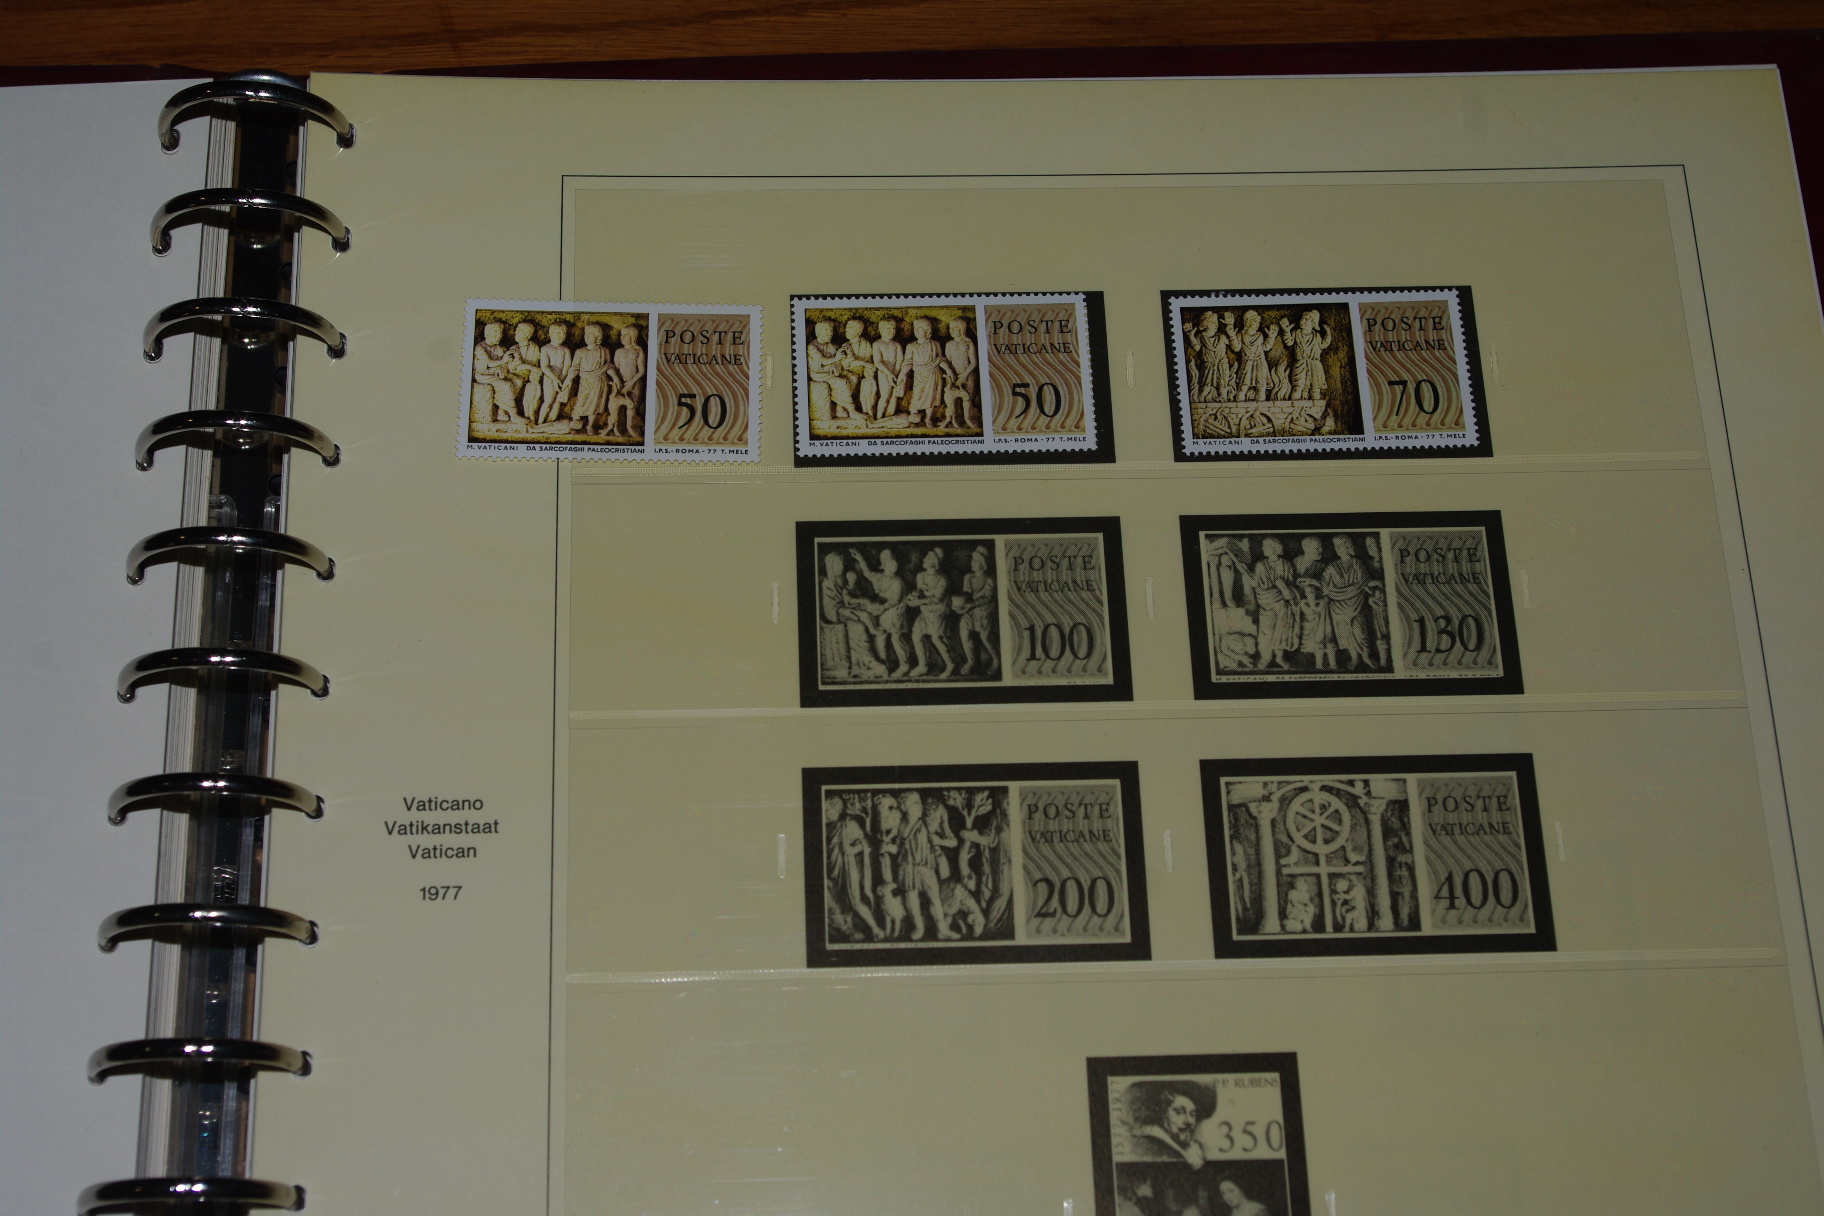 POSTE
VATICANE
50
M. VATICANI DA SARCOFAGHI PALEOCRISTIANI I.P.S.-ROMA-77 T. MELE
POSTE
VATICANE
50
M. VATICANI DA SARCOFAGHI PALEOCRISTIANI I.P.S.-ROMA-77 T. MELE
POSTE
VATICANE
70
M. VATICANI DA SARCOFAGHI PALEOCRISTIANI I.P.S.-ROMA-77 T. MELE
POSTE
VATICANE
100
POSTE
VATICANE
130
Vaticano
Vatikanstaat
Vatican
1977
POSTE
VATICANE
200
POSTE
VATICANE
400
P.P. RUBENS
1577/1977
350